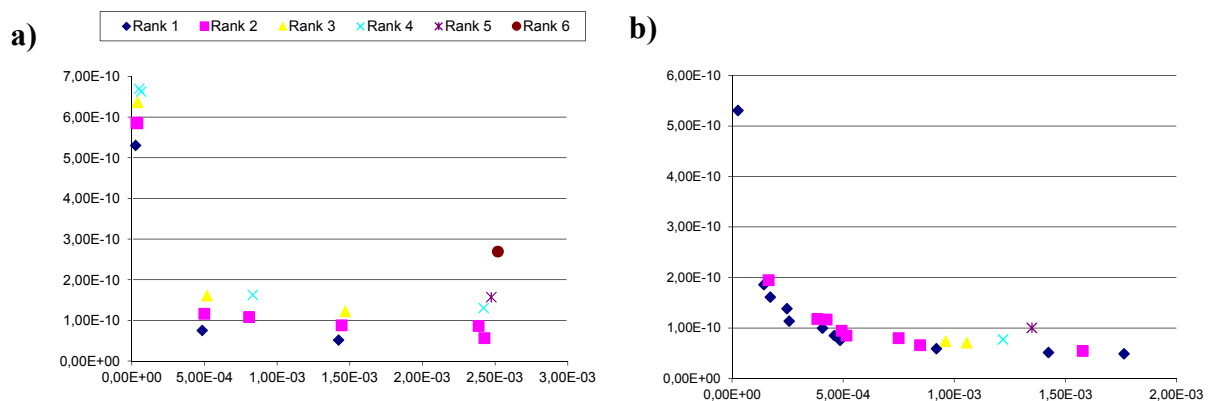 a)
Rank 1 Rank 2 Rank 3 Rank 4 Rank 5 Rank 6
7,00E-10
6,00E-10
5,00E-10
4,00E-10
3,00E-10
2,00E-10
1,00E-10
0,00E+00
0,00E+00 5,00E-04 1,00E-03 1,50E-03 2,00E-03 2,50E-03 3,00E-03
b)
6,00E-10
5,00E-10
4,00E-10
3,00E-10
2,00E-10
1,00E-10
0,00E+00
0,00E+00 5,00E-04 1,00E-03 1,50E-03 2,00E-03